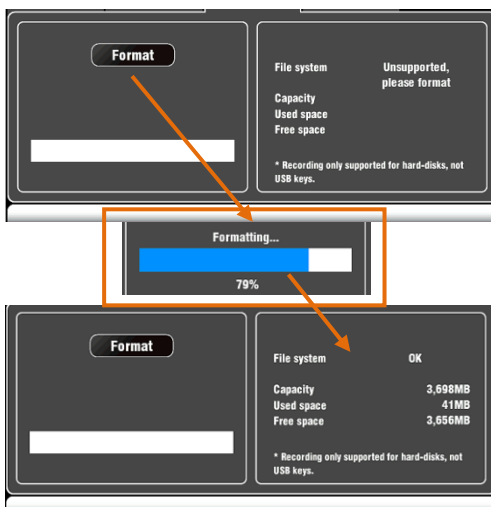 Format
File system Unsupported,
please format
Capacity
Used space
Free space
* Recording only supported for hard-disks, not
USB keys.
Formatting...
79%
Format
File system OK
Capacity 3,698MB
Used space 41MB
Free space 3,656MB
* Recording only supported for hard-disks, not
USB keys.